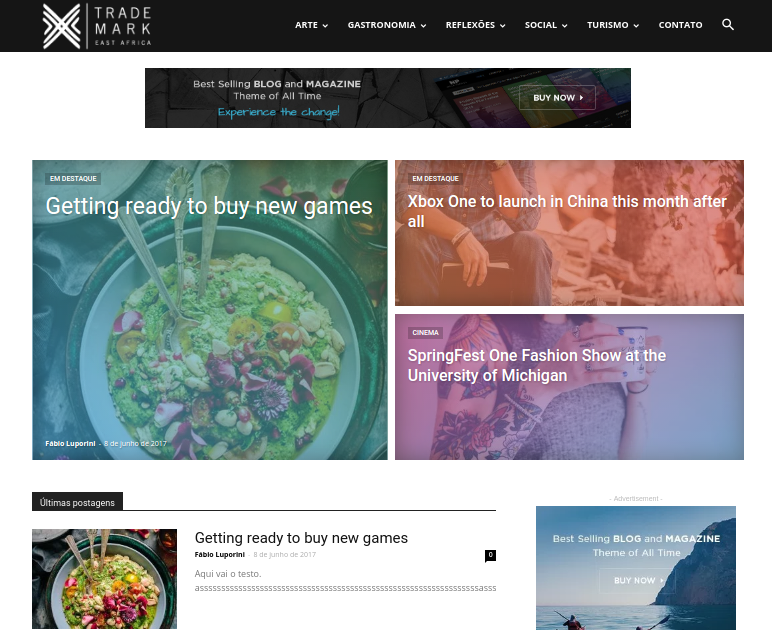 TRADE
MARK
EAST AFRICA
ARTE GASTRONOMIA REFLEXÕES SOCIAL TURISMO CONTATO
Best Selling BLOG and MAGAZINE
Theme of All Time
Experience the change!
BUY NOW
EM DESTAQUE
Getting ready to buy new games
Fábio Luporini - 8 de junho de 2017
EM DESTAQUE
Xbox One to launch in China this month after
all
CINEMA
SpringFest One Fashion Show at the
University of Michigan
Últimas postagens
Getting ready to buy new games
Fábio Luporini - 8 de junho de 2017 0
Aqui vai o testo.
- Advertisement -
Best Selling BLOG and MAGAZINE
Theme of All Time
BUY NOW